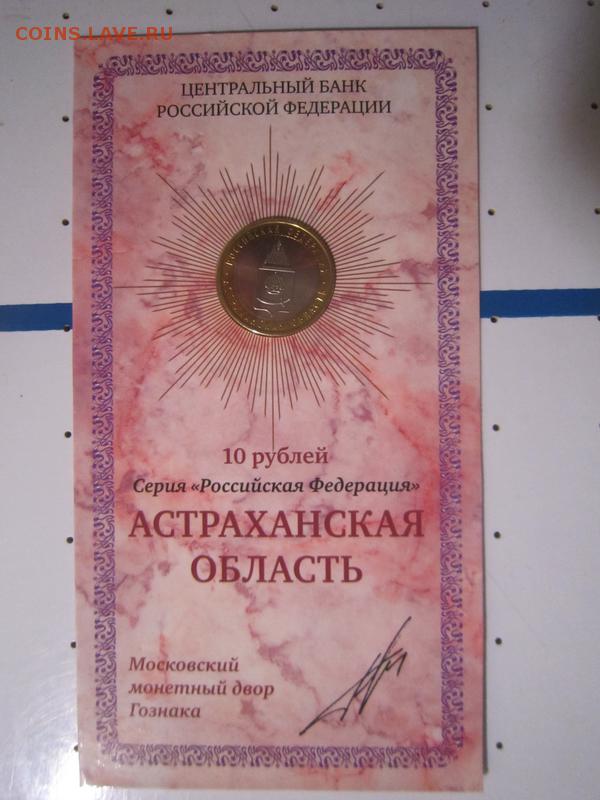 COINS.LAVE.RU
ЦЕНТРАЛЬНЫЙ БАНК
РОССИЙСКОЙ ФЕДЕРАЦИИ
10 рублей
Серия «Российская Федерация»
АСТРАХАНСКАЯ
ОБЛАСТЬ
Московский
монетный двор
Гознака